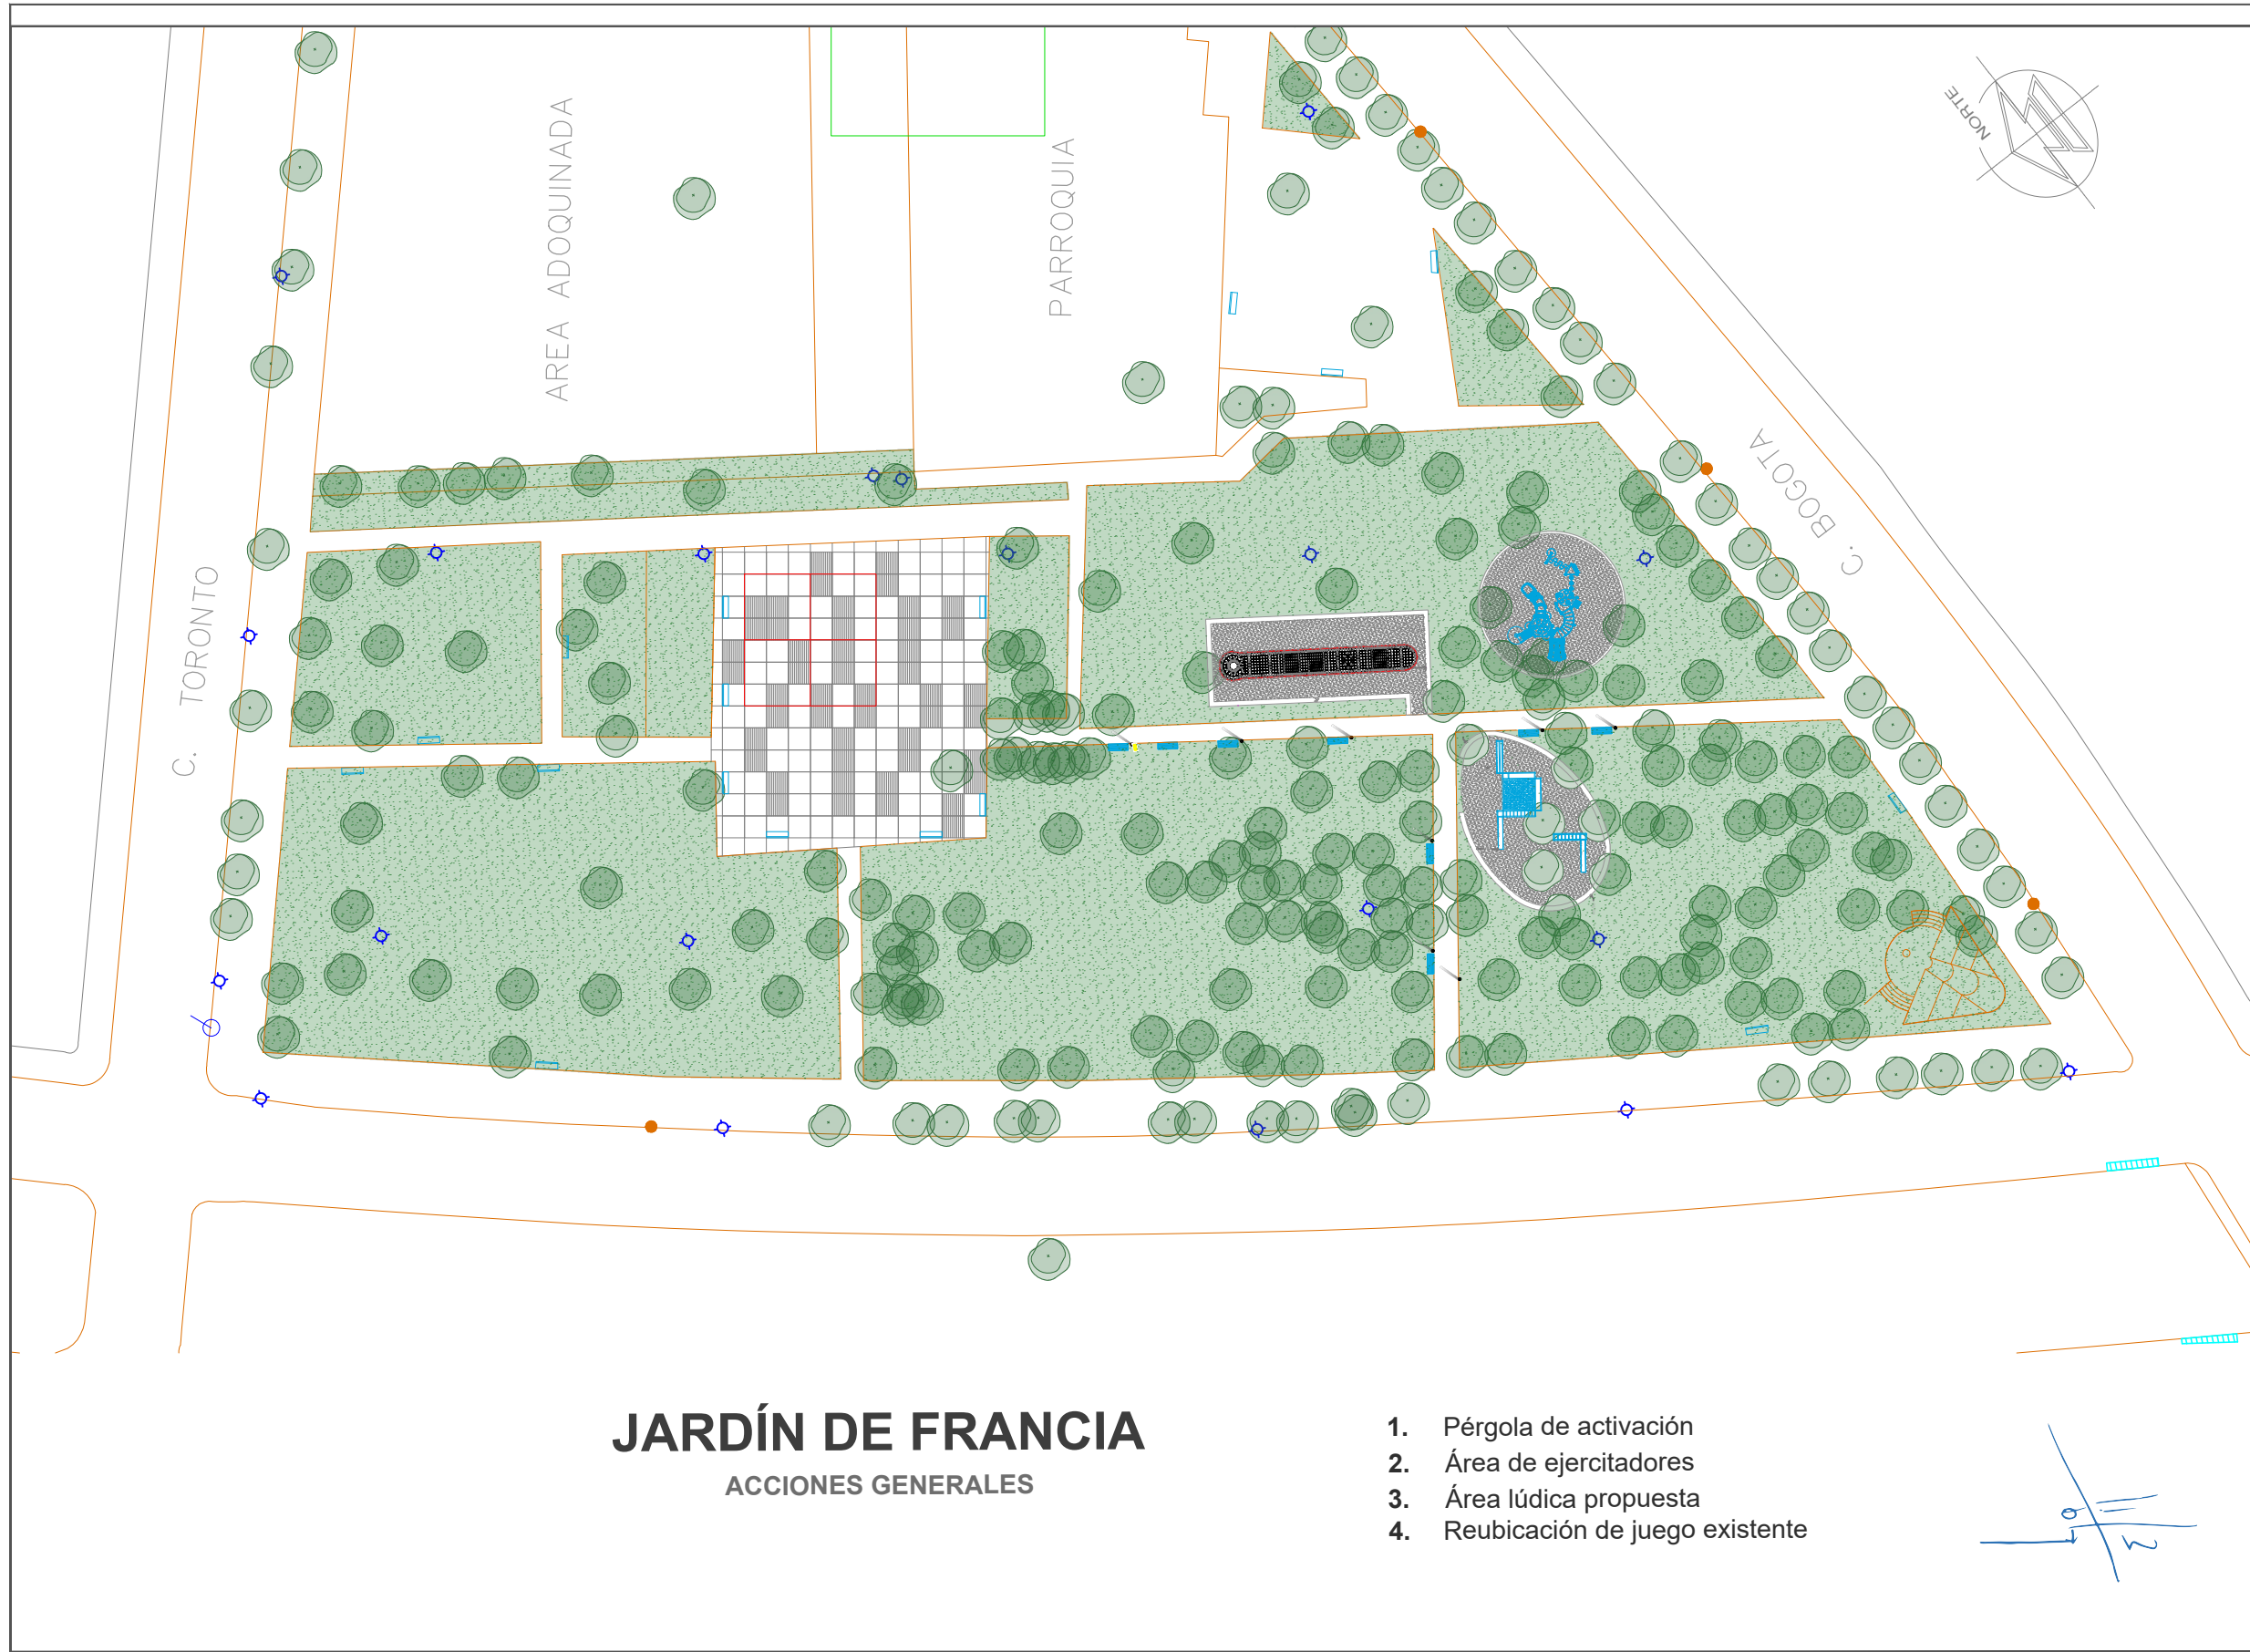 NORTE
AREA ADOQUINADA
PARROQUIA
C. BOGOTA
C. TORONTO
JARDÍN DE FRANCIA
ACCIONES GENERALES
1. Pérgola de activación
2. Área de ejercitadores
3. Área lúdica propuesta
4. Reubicación de juego existente